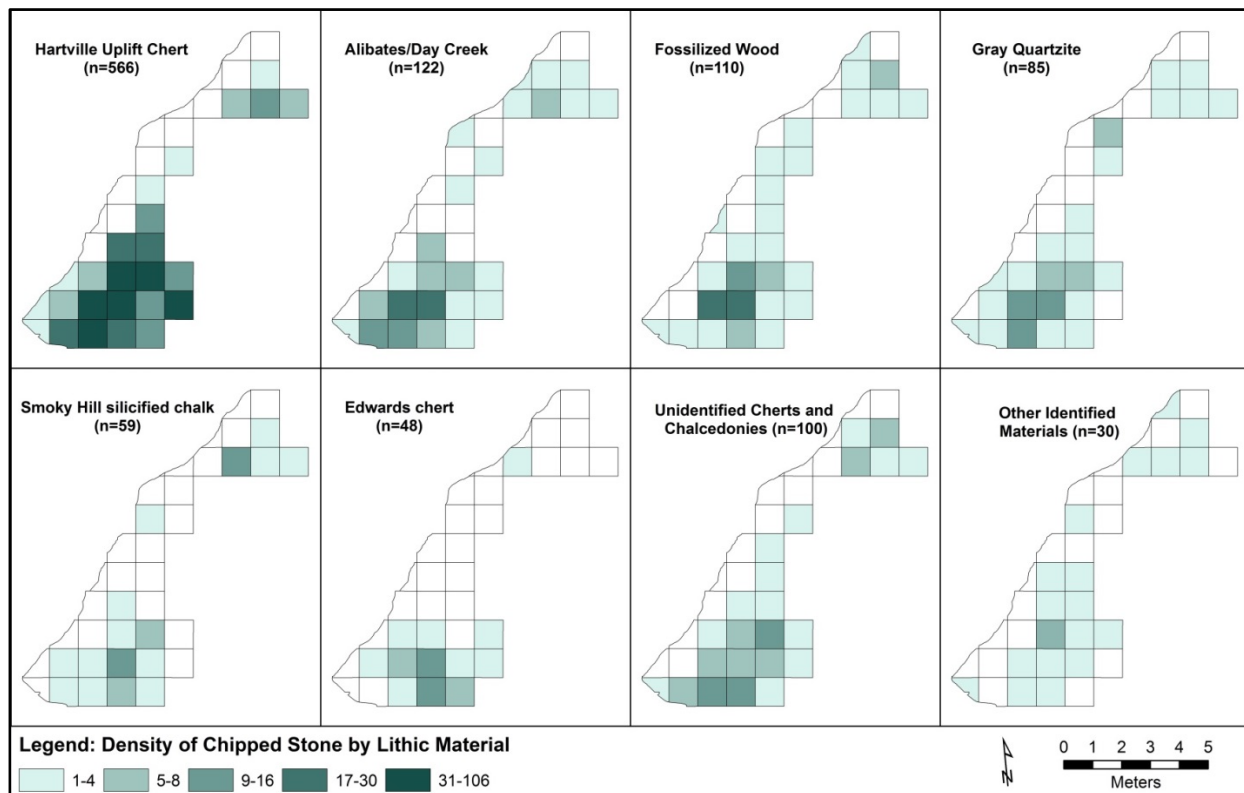 Hartville Uplift Chert
(n=566)
Alibates/Day Creek
(n=122)
Fossilized Wood
(n=110)
Gray Quartzite
(n=85)
Smoky Hill silicified chalk
(n=59)
Edwards chert
(n=48)
Unidentified Cherts and
Chalcedonies (n=100)
Other Identified
Materials (n=30)
Legend: Density of Chipped Stone by Lithic Material
1-4 5-8 9-16 17-30 31-106
N
0 1 2 3 4 5
Meters